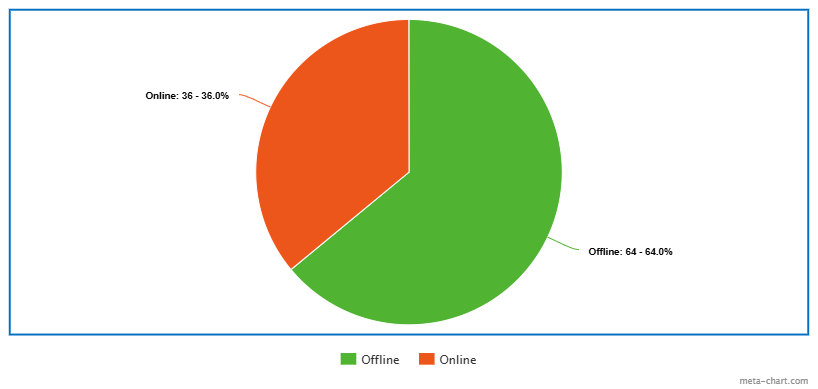 Online: 36 - 36.0%
Offline: 64 - 64.0%
Offline Online
meta-chart.com